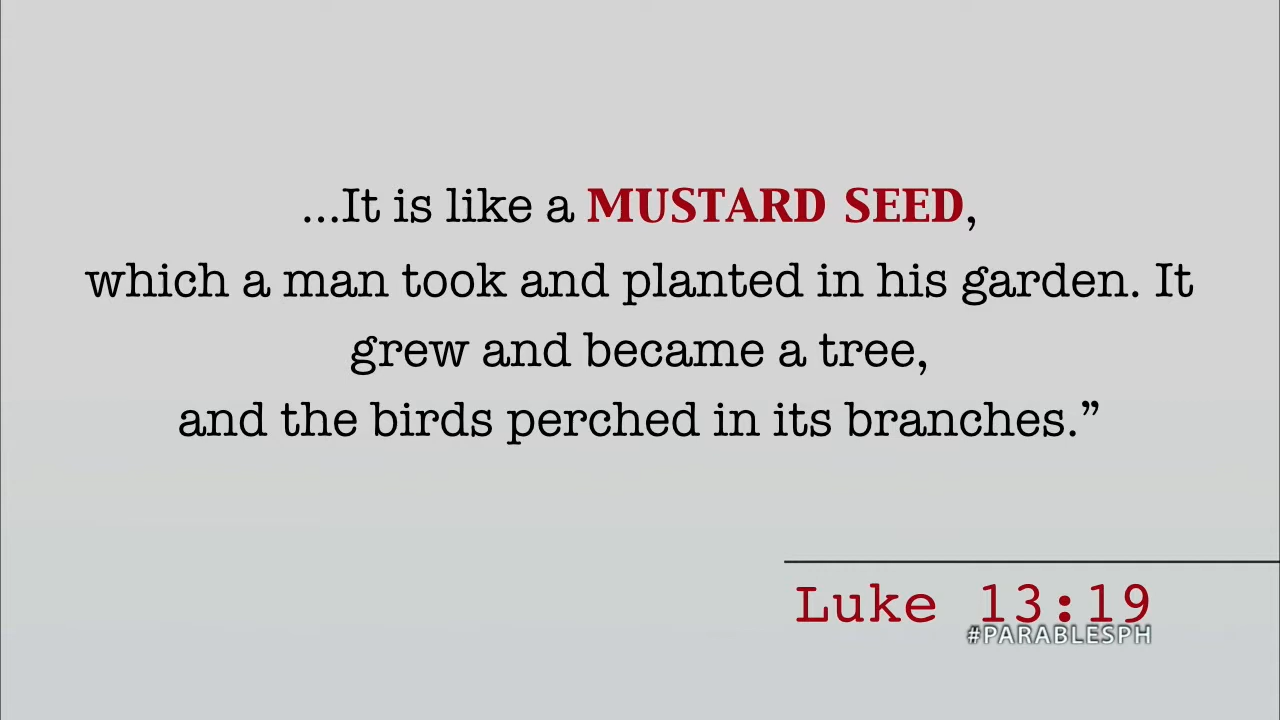 ...It is like a MUSTARD SEED,
which a man took and planted in his garden. It
grew and became a tree,
and the birds perched in its branches.”
Luke 13:19
#PARABLESPH